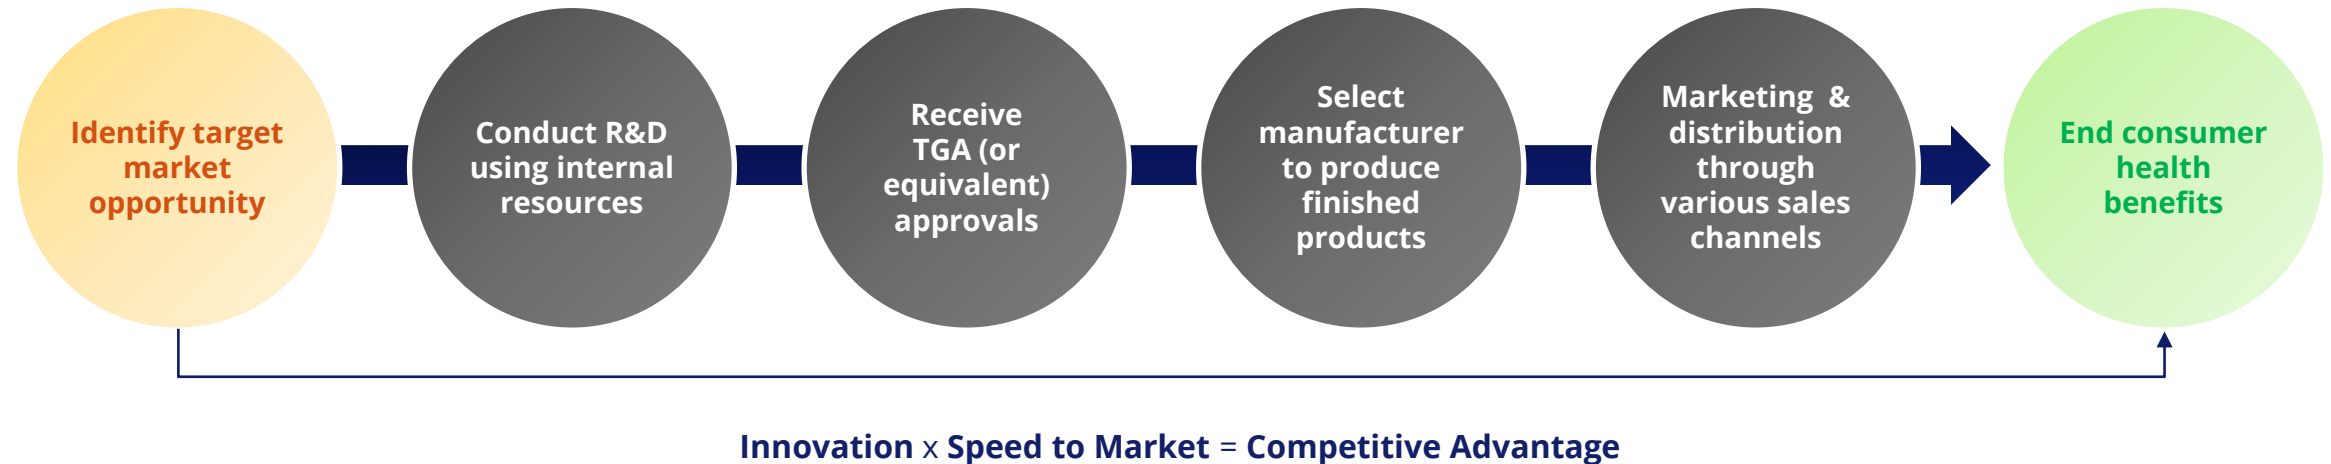 Identify target
market
opportunity
Conduct R&D
using internal
resources
Receive
TGA (or
equivalent)
approvals
Select
manufacturer
to produce
finished
products
Marketing & 
distribution
through
various sales
channels
End consumer
health
benefits
Innovation x Speed to Market = Competitive Advantage